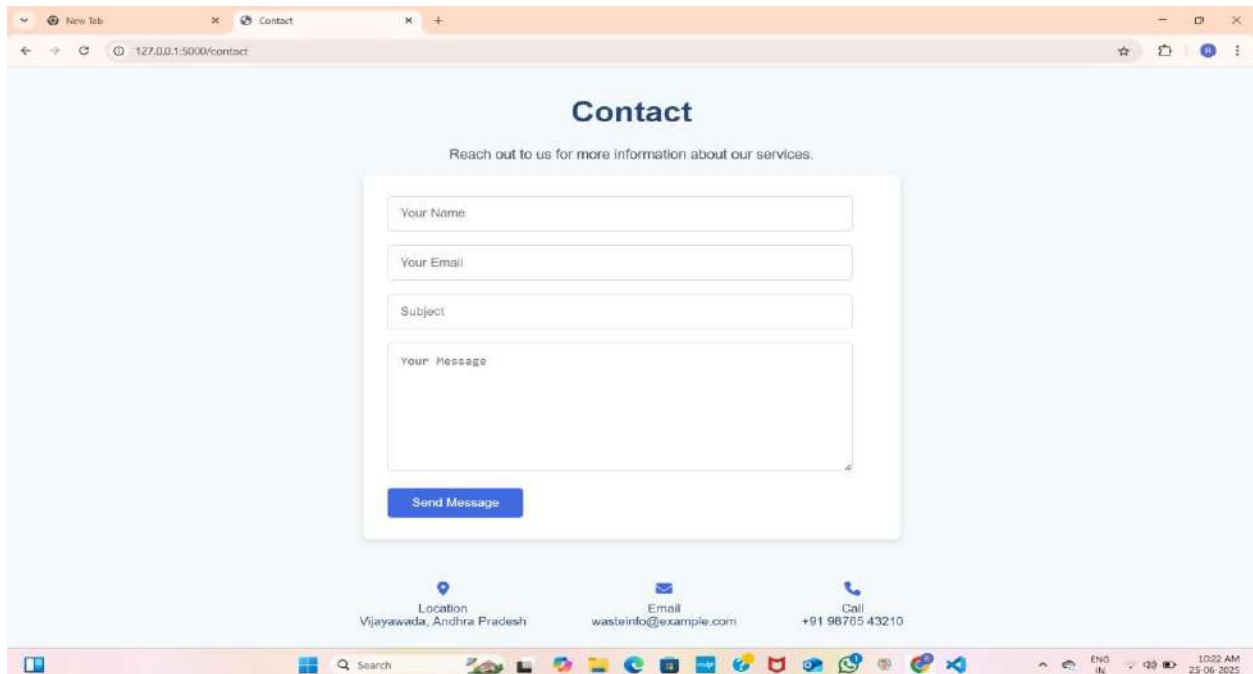 New Tab
Contact
127.0.0.1:5000/contact
Contact
Reach out to us for more information about our services.
Your Name
Your Email
Subject
Your Message
Send Message
Location
Vijayawada, Andhra Pradesh
Email
wasteinfo@example.com
Call
+91 98765 43210
Search
ENG
IN
10:22 AM
25-06-2025